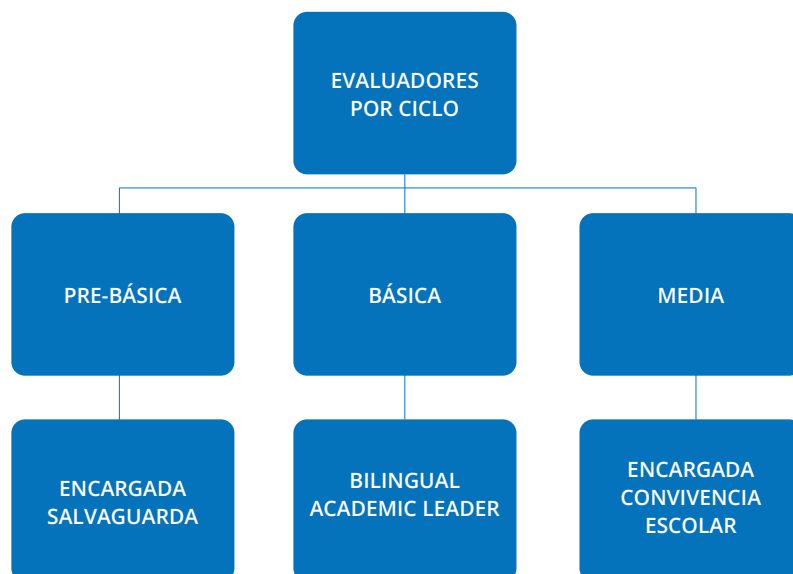 EVALUADORES
POR CICLO
PRE-BÁSICA
BÁSICA
MEDIA
ENCARGADA
SALVAGUARDA
BILINGUAL
ACADEMIC LEADER
ENCARGADA
CONVIVENCIA
ESCOLAR